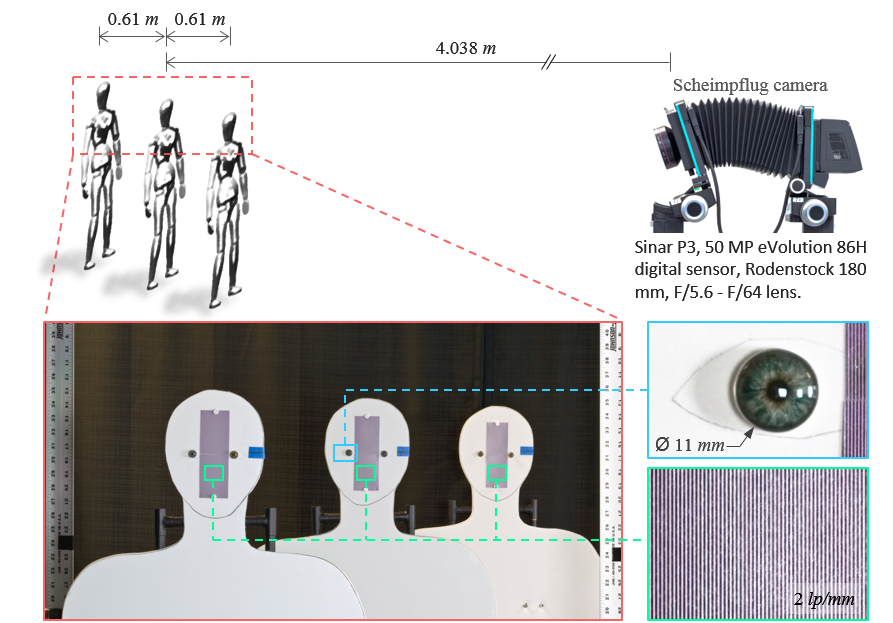 0.61 m 0.61 m
4.038 m
Scheimpflug camera
Sinar P3, 50 MP eVolution 86H
digital sensor, Rodenstock 180
mm, F/5.6 - F/64 lens.
Ø 11 mm
2 lp/mm